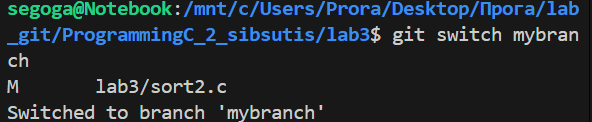 segoga@Notebook:/mnt/c/Users/Prora/Desktop/Прога/lab
_git/ProgrammingC_2_sibsutis/lab3$ git switch mybran
ch
M       lab3/sort2.c
Switched to branch 'mybranch'